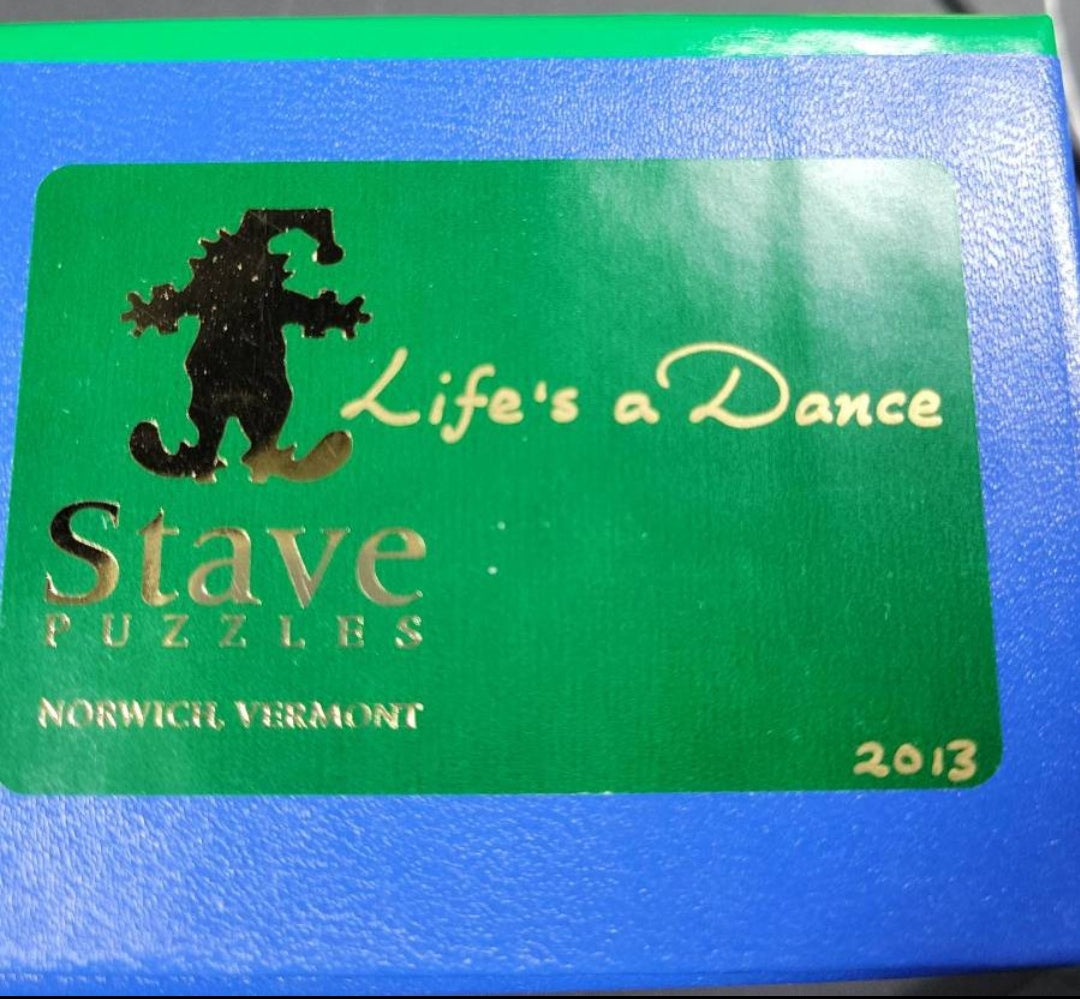 Life's a Dance
Stave
PUZZLES
NORWICH, VERMONT
2013